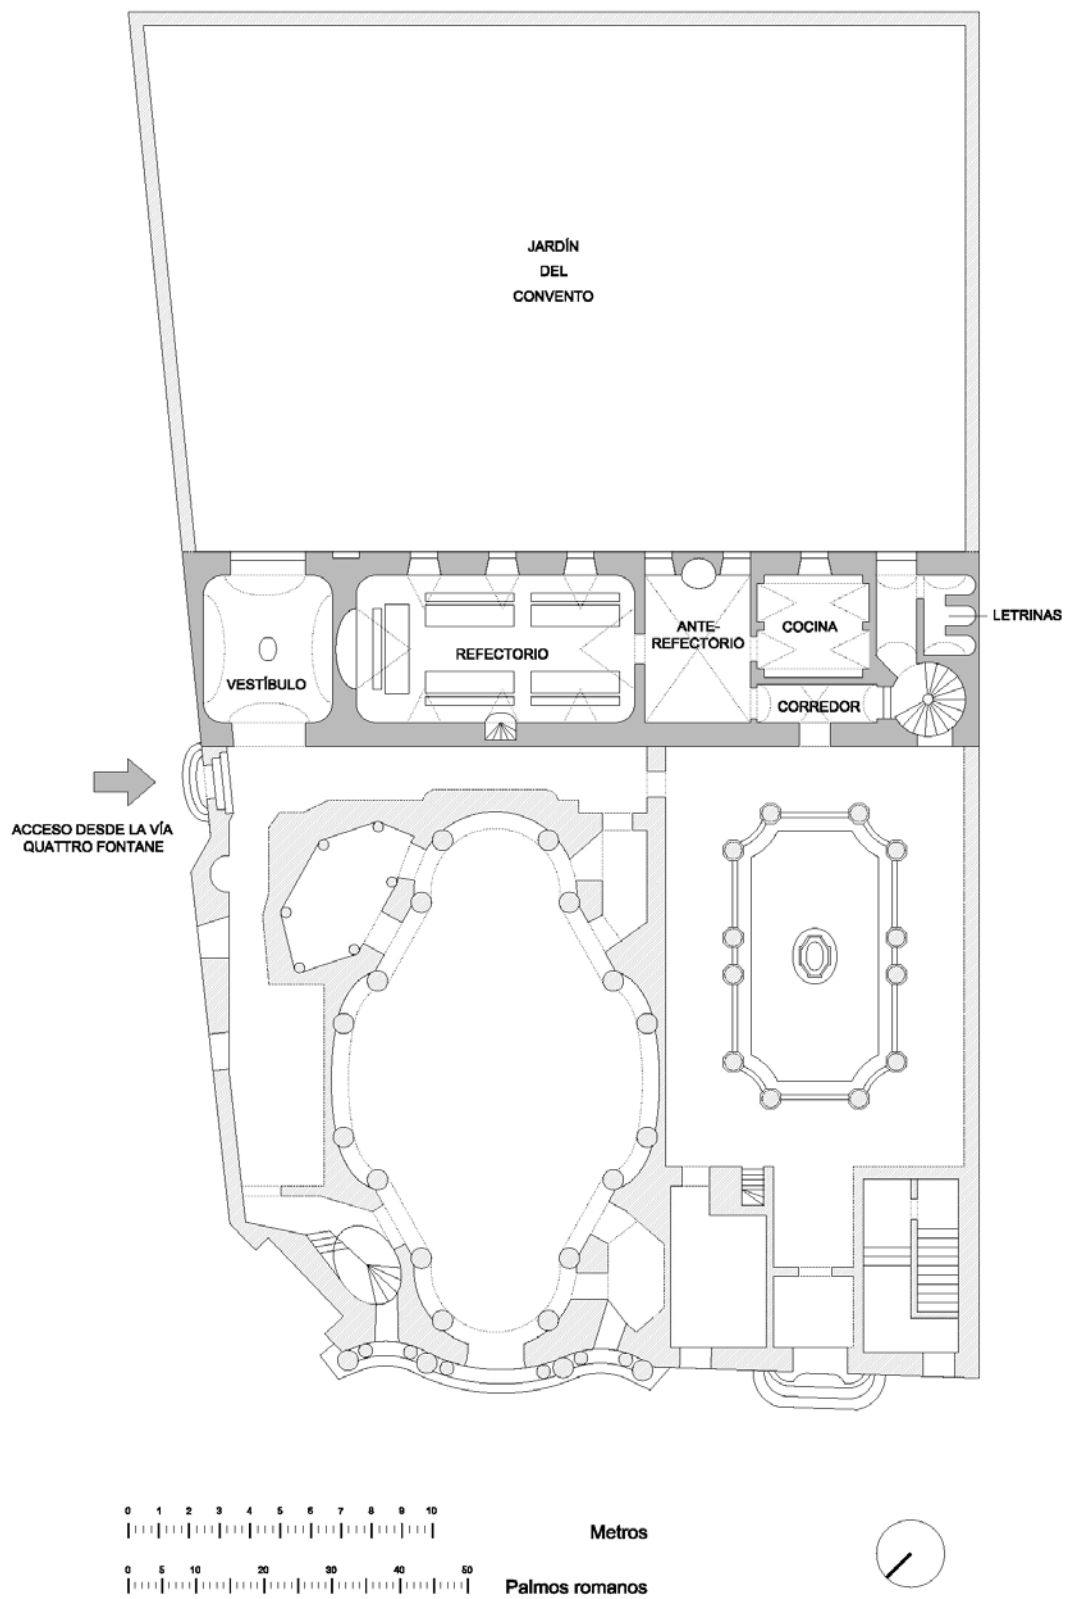 JARDÍN
DEL
CONVENTO
LETRINAS
ANTE-
REFECTORIO
COCINA
REFECTORIO
VESTÍBULO
CORREDOR
ACCESO DESDE LA VÍA
QUATTRO FONTANE
0 1 2 3 4 5 6 7 8 9 10
Metros
0 5 10 20 30 40 50
Palmos romanos